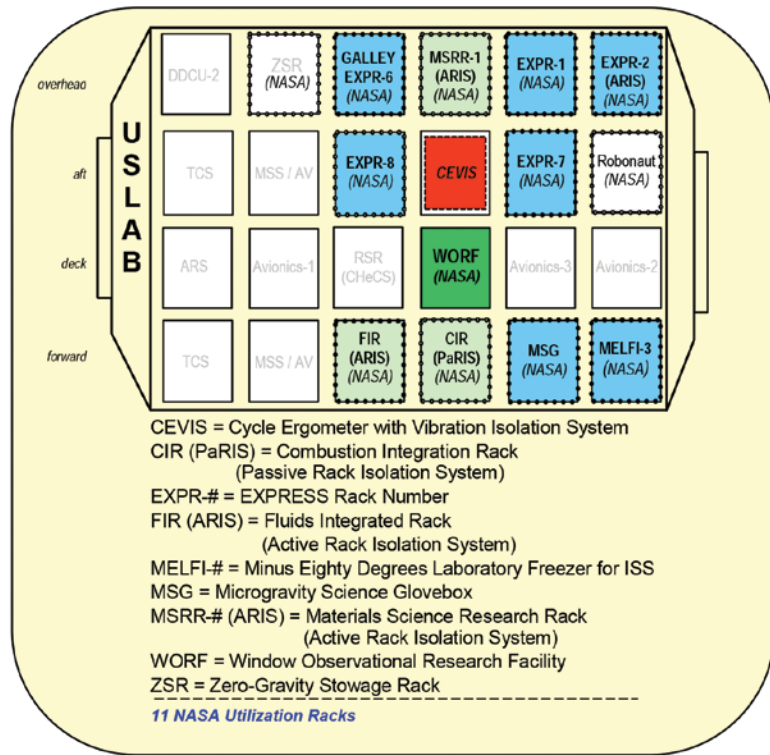 overhead
aft
deck
forward
USLAB
DDCU-2
ZSR
(NASA)
GALLEY
EXPR-6
(NASA)
MSRR-1
(ARIS)
(NASA)
EXPR-1
(NASA)
EXPR-2
(ARIS)
(NASA)
TCS
MSS / AV
EXPR-8
(NASA)
CEVIS
EXPR-7
(NASA)
Robonaut
(NASA)
ARS
Avionics-1
RSR
(CHeCS)
WORF
(NASA)
Avionics-3
Avionics-2
TCS
MSS / AV
FIR
(ARIS)
(NASA)
CIR
(PaRIS)
(NASA)
MSG
(NASA)
MELFI-3
(NASA)
CEVIS = Cycle Ergometer with Vibration Isolation System
CIR (PaRIS) = Combustion Integration Rack
(Passive Rack Isolation System)
EXPR-# = EXPRESS Rack Number
FIR (ARIS) = Fluids Integrated Rack
(Active Rack Isolation System)
MELFI-# = Minus Eighty Degrees Laboratory Freezer for ISS
MSG = Microgravity Science Glovebox
MSRR-# (ARIS) = Materials Science Research Rack
(Active Rack Isolation System)
WORF = Window Observational Research Facility
ZSR = Zero-Gravity Stowage Rack
11 NASA Utilization Racks